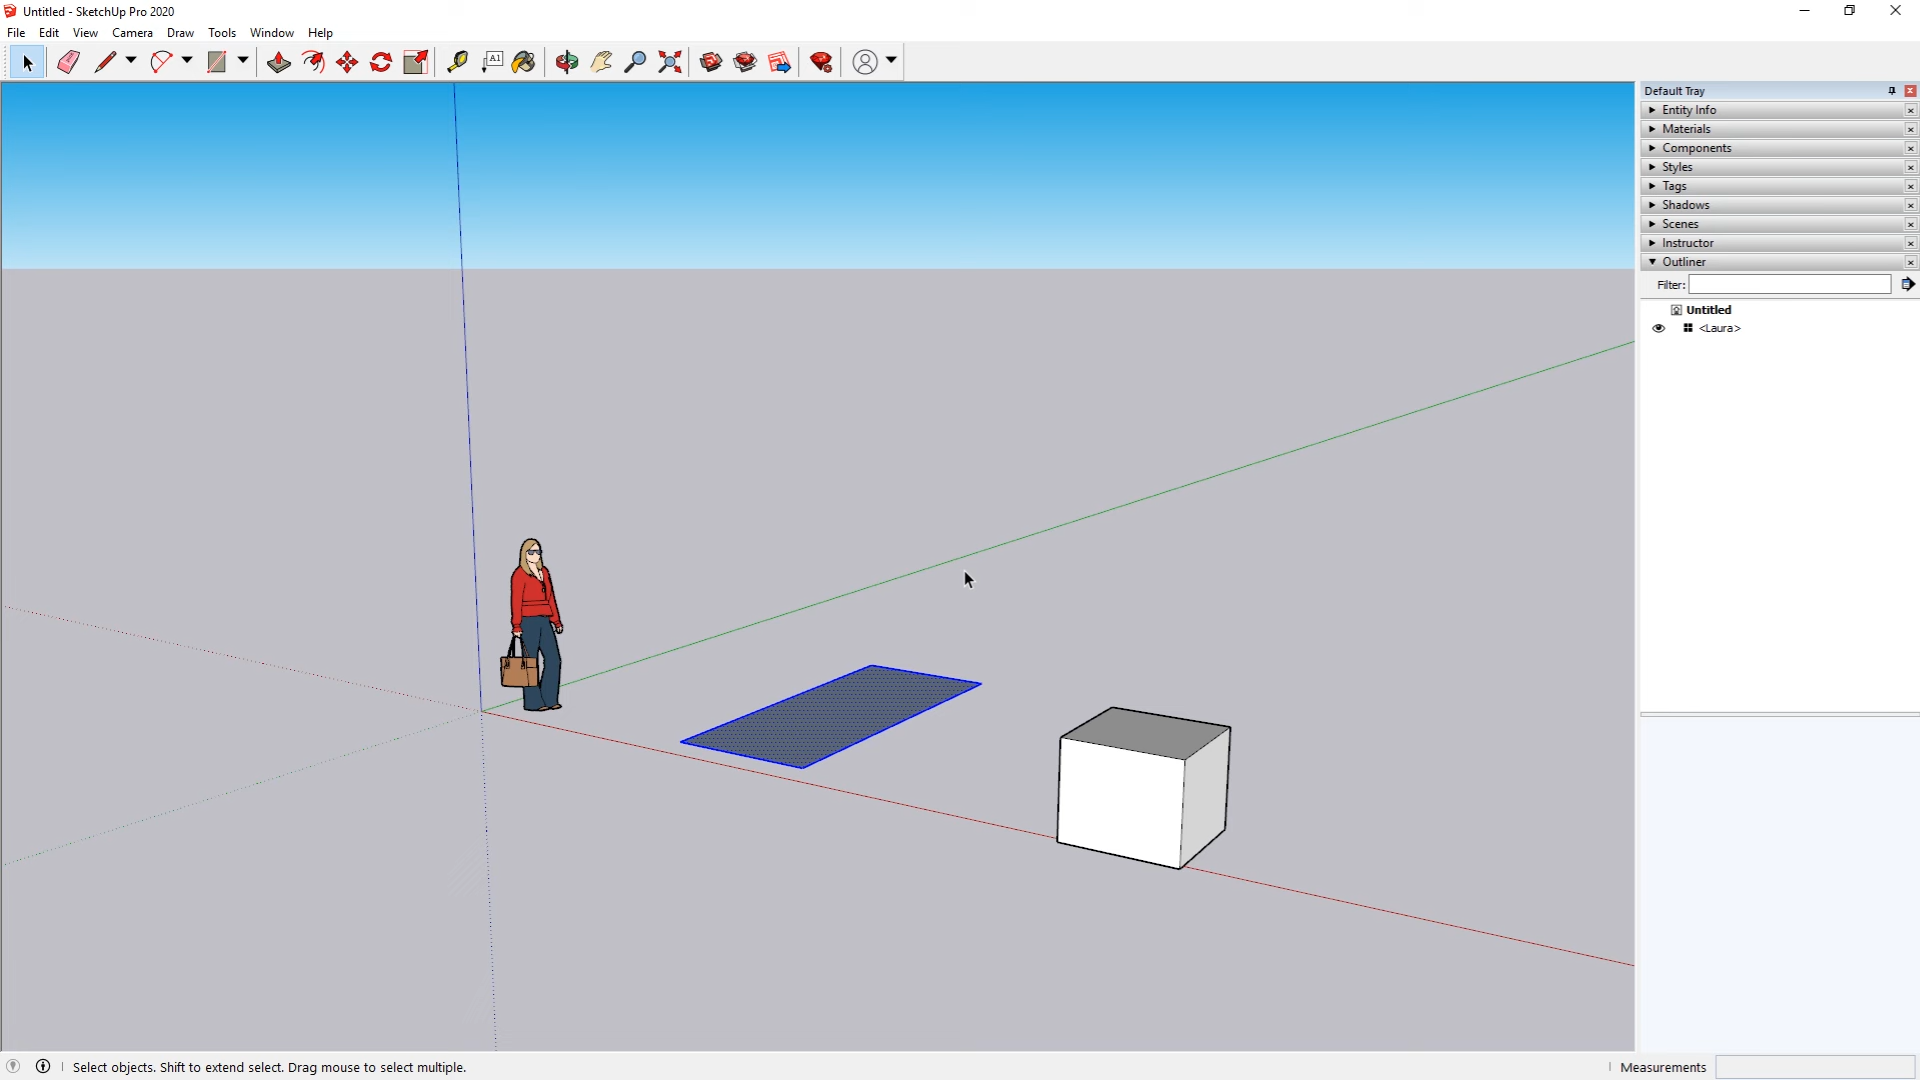 Untitled - SketchUp Pro 2020
File Edit View Camera Draw Tools Window Help
A1
Default Tray
Entity Info
Materials
Components
Styles
Tags
Shadows
Scenes
Instructor
Outliner
Filter:
Untitled
<Laura>
Select objects. Shift to extend select. Drag mouse to select multiple.
Measurements